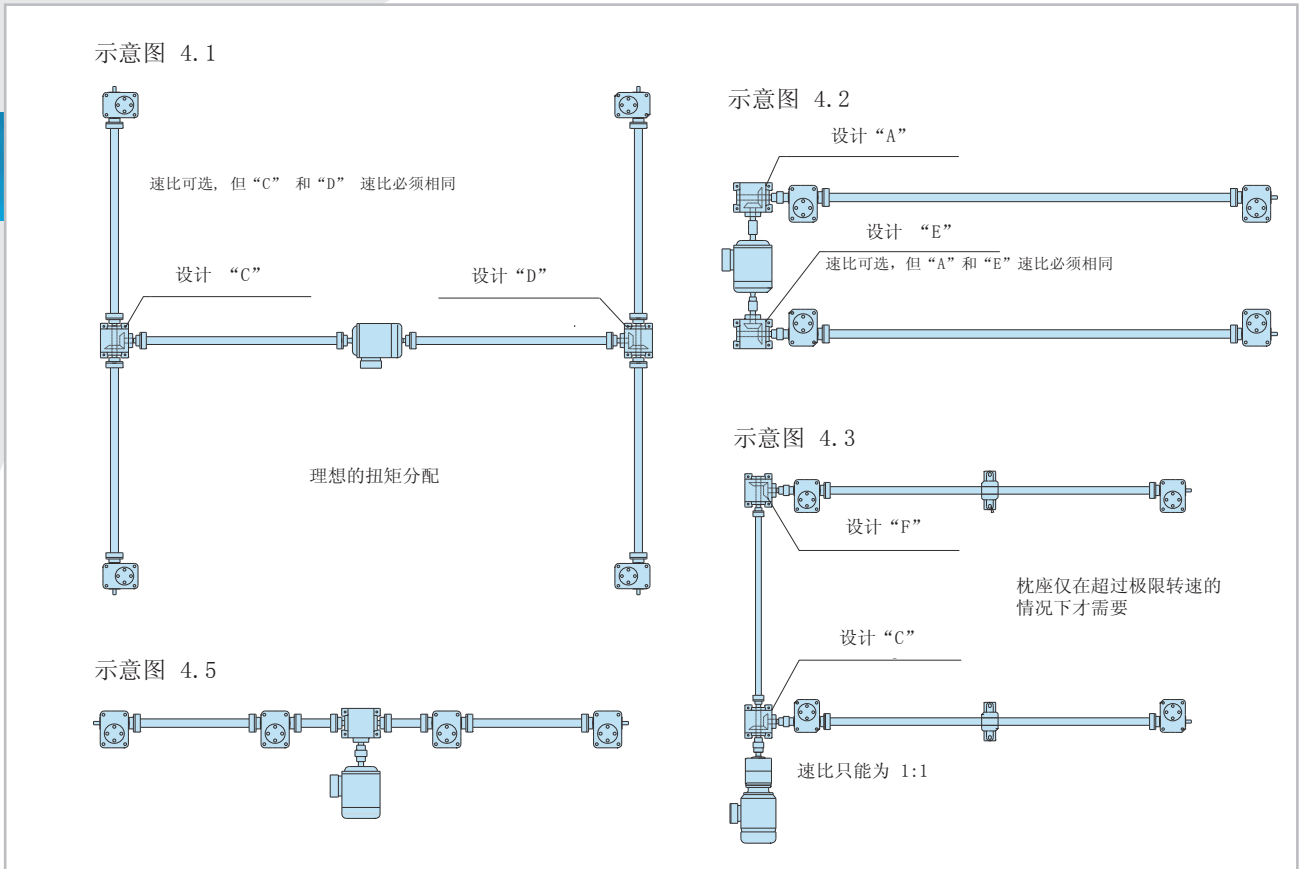 示意图 4.1
速比可选, 但“C” 和“D” 速比必须相同
设计 “C”
设计“D”
理想的扭矩分配
示意图 4.2
设计“A”
设计 “E”
速比可选，但“A”和“E”速比必须相同
示意图 4.3
设计“F”
枕座仅在超过极限转速的
情况下才需要
设计“C”
速比只能为 1:1
示意图 4.5